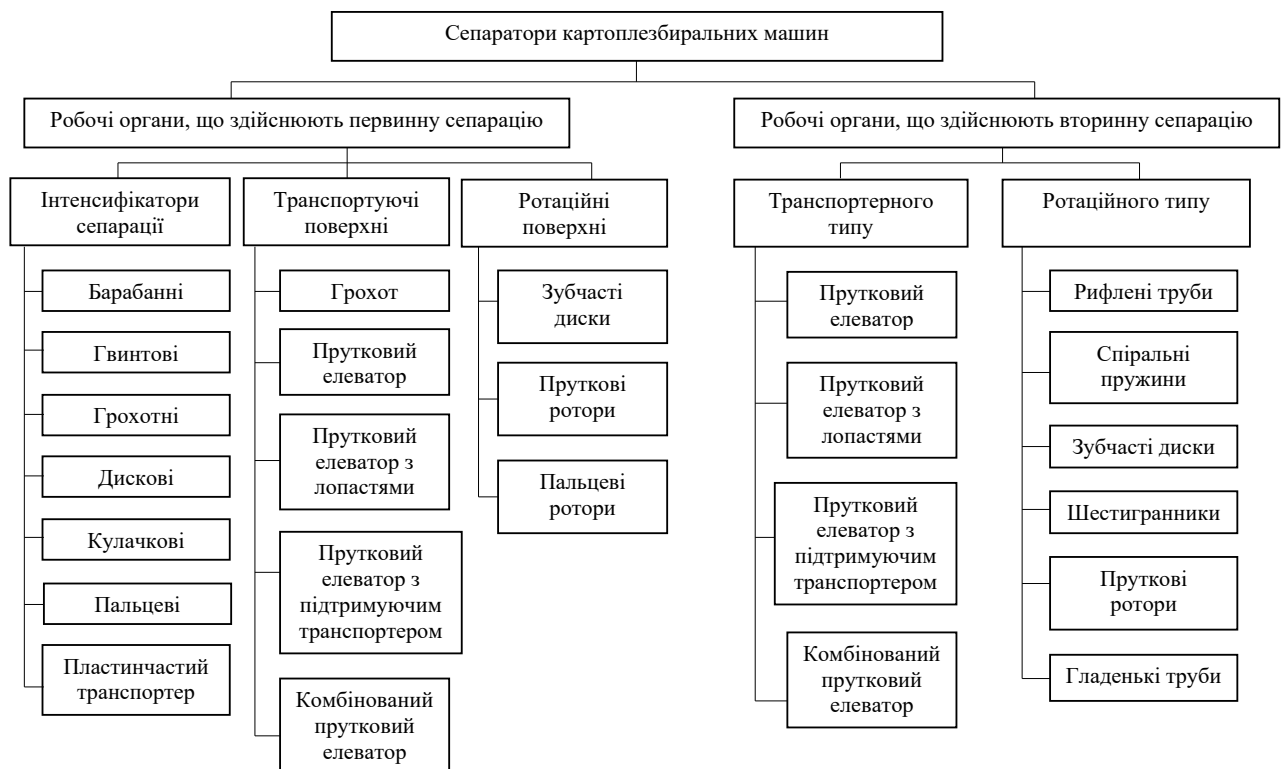 Сепаратори картоплезбиральних машин
Робочі органи, що здійснюють первинну сепарацію
Робочі органи, що здійснюють вторинну сепарацію
Інтенсифікатори
сепарації
Транспортуючі
поверхні
Ротаційні
поверхні
Транспортерного
типу
Ротаційного типу
Барабанні
Гвинтові
Грохотні
Дискові
Кулачкові
Пальцеві
Пластинчастий
транспортер
Грохот
Прутковий
елеватор
Прутковий
елеватор з
лопастями
Прутковий
елеватор з
підтримуючим
транспортером
Комбінований
прутковий
елеватор
Зубчасті
диски
Пруткові
ротори
Пальцеві
ротори
Прутковий
елеватор
Прутковий
елеватор з
лопастями
Прутковий
елеватор з
підтримуючим
транспортером
Комбінований
прутковий
елеватор
Рифлені труби
Спіральні
пружини
Зубчасті диски
Шестигранники
Пруткові
ротори
Гладенькі труби